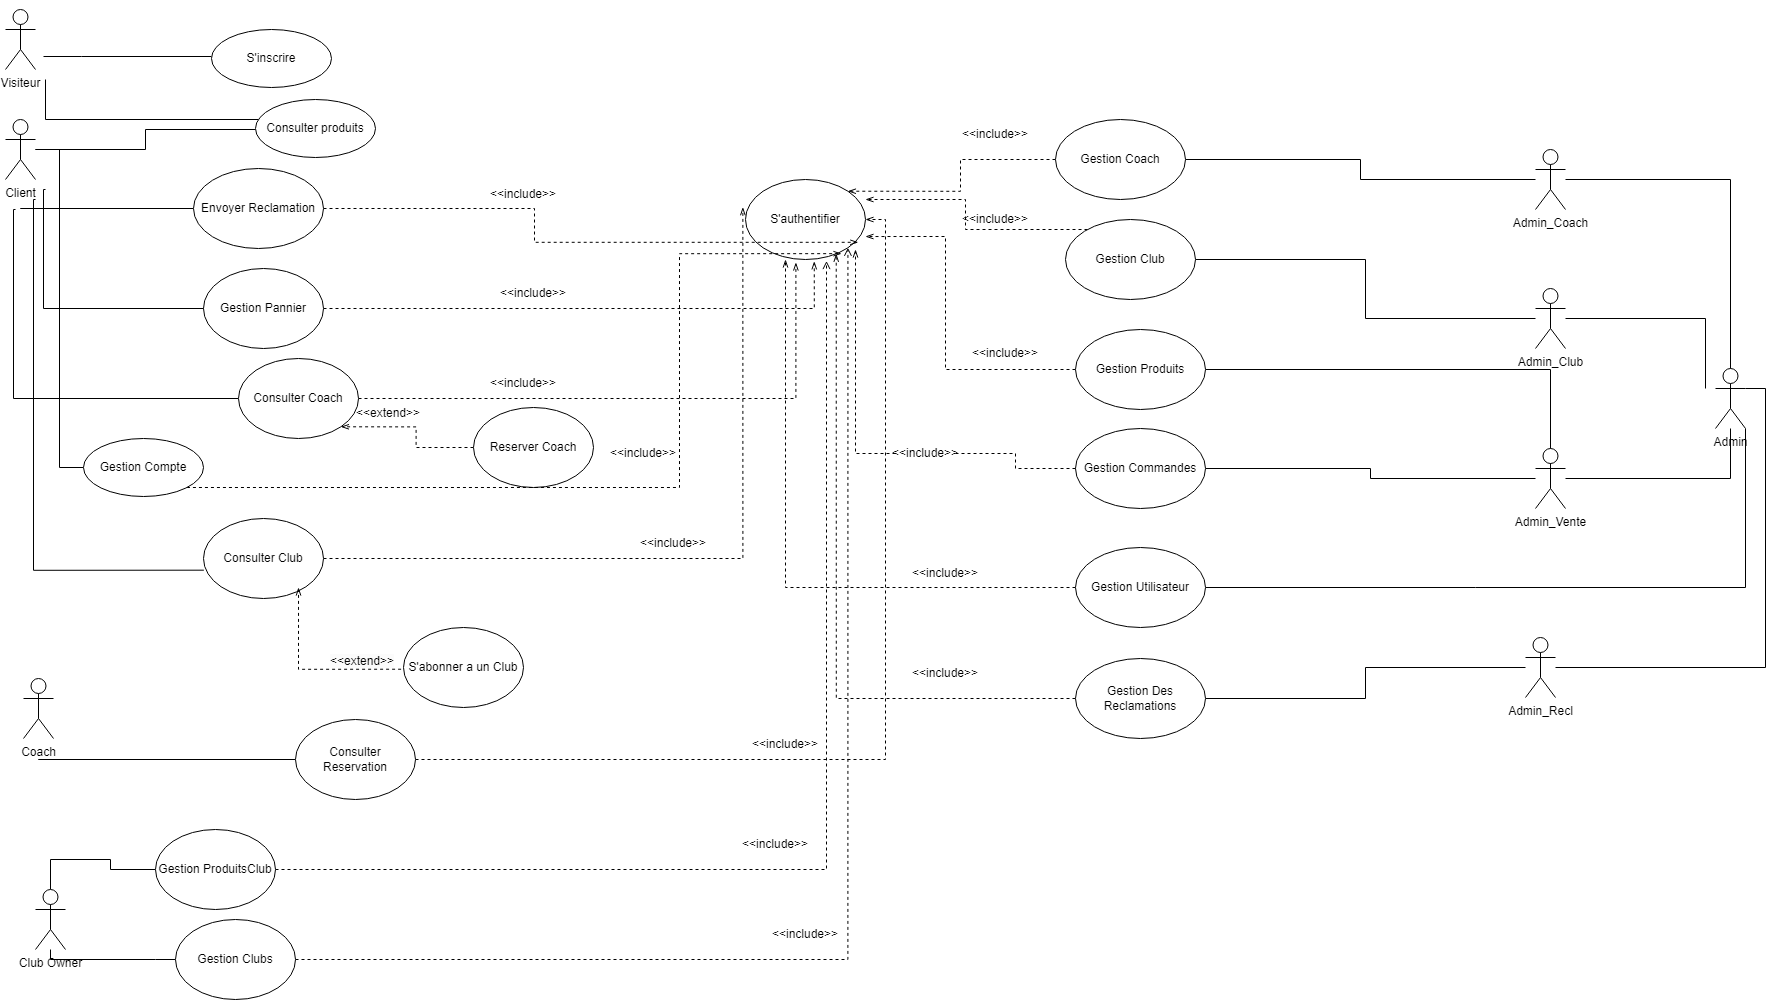 Visiteur
S'inscrire
Consulter produits
Client
Envoyer Reclamation
<<include>>
Gestion Pannier
<<include>>
Consulter Coach
<<include>>
<<extend>>
Reserver Coach
Gestion Compte
<<include>>
Consulter Club
<<include>>
<<extend>>
S'abonner a un Club
Coach
Consulter
Reservation
<<include>>
Gestion ProduitsClub
<<include>>
Club Owner
Gestion Clubs
<<include>>
S'authentifier
<<include>>
Gestion Coach
Admin_Coach
<<include>>
Gestion Club
Admin_Club
<<include>>
Gestion Produits
Admin
<<include>>
Gestion Commandes
Admin_Vente
<<include>>
Gestion Utilisateur
<<include>>
Gestion Des
Reclamations
Admin_Recl